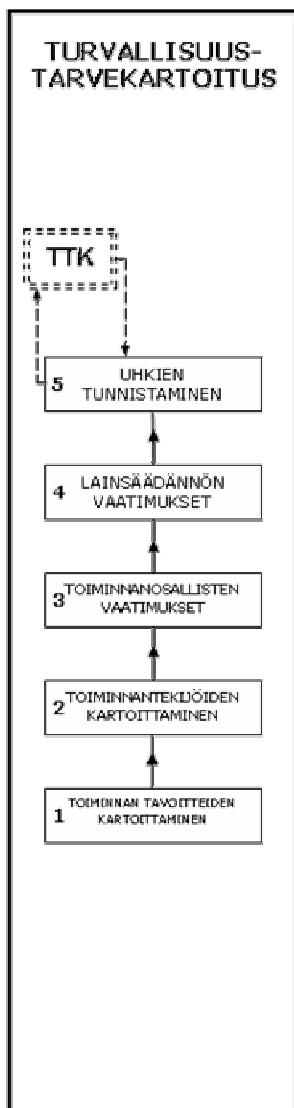 TURVALLISUUS-
TARVEKARTOITUS
TTK
5 UHKIEN
TUNNISTAMINEN
4 LAINSÄÄDÄNNÖN
VAATIMUKSET
3 TOIMINNANOSALLISTEN
VAATIMUKSET
2 TOIMINNANTEKIJÖIDEN
KARTOITTAMINEN
1 TOIMINNAN TAVOITTEIDEN
KARTOITTAMINEN